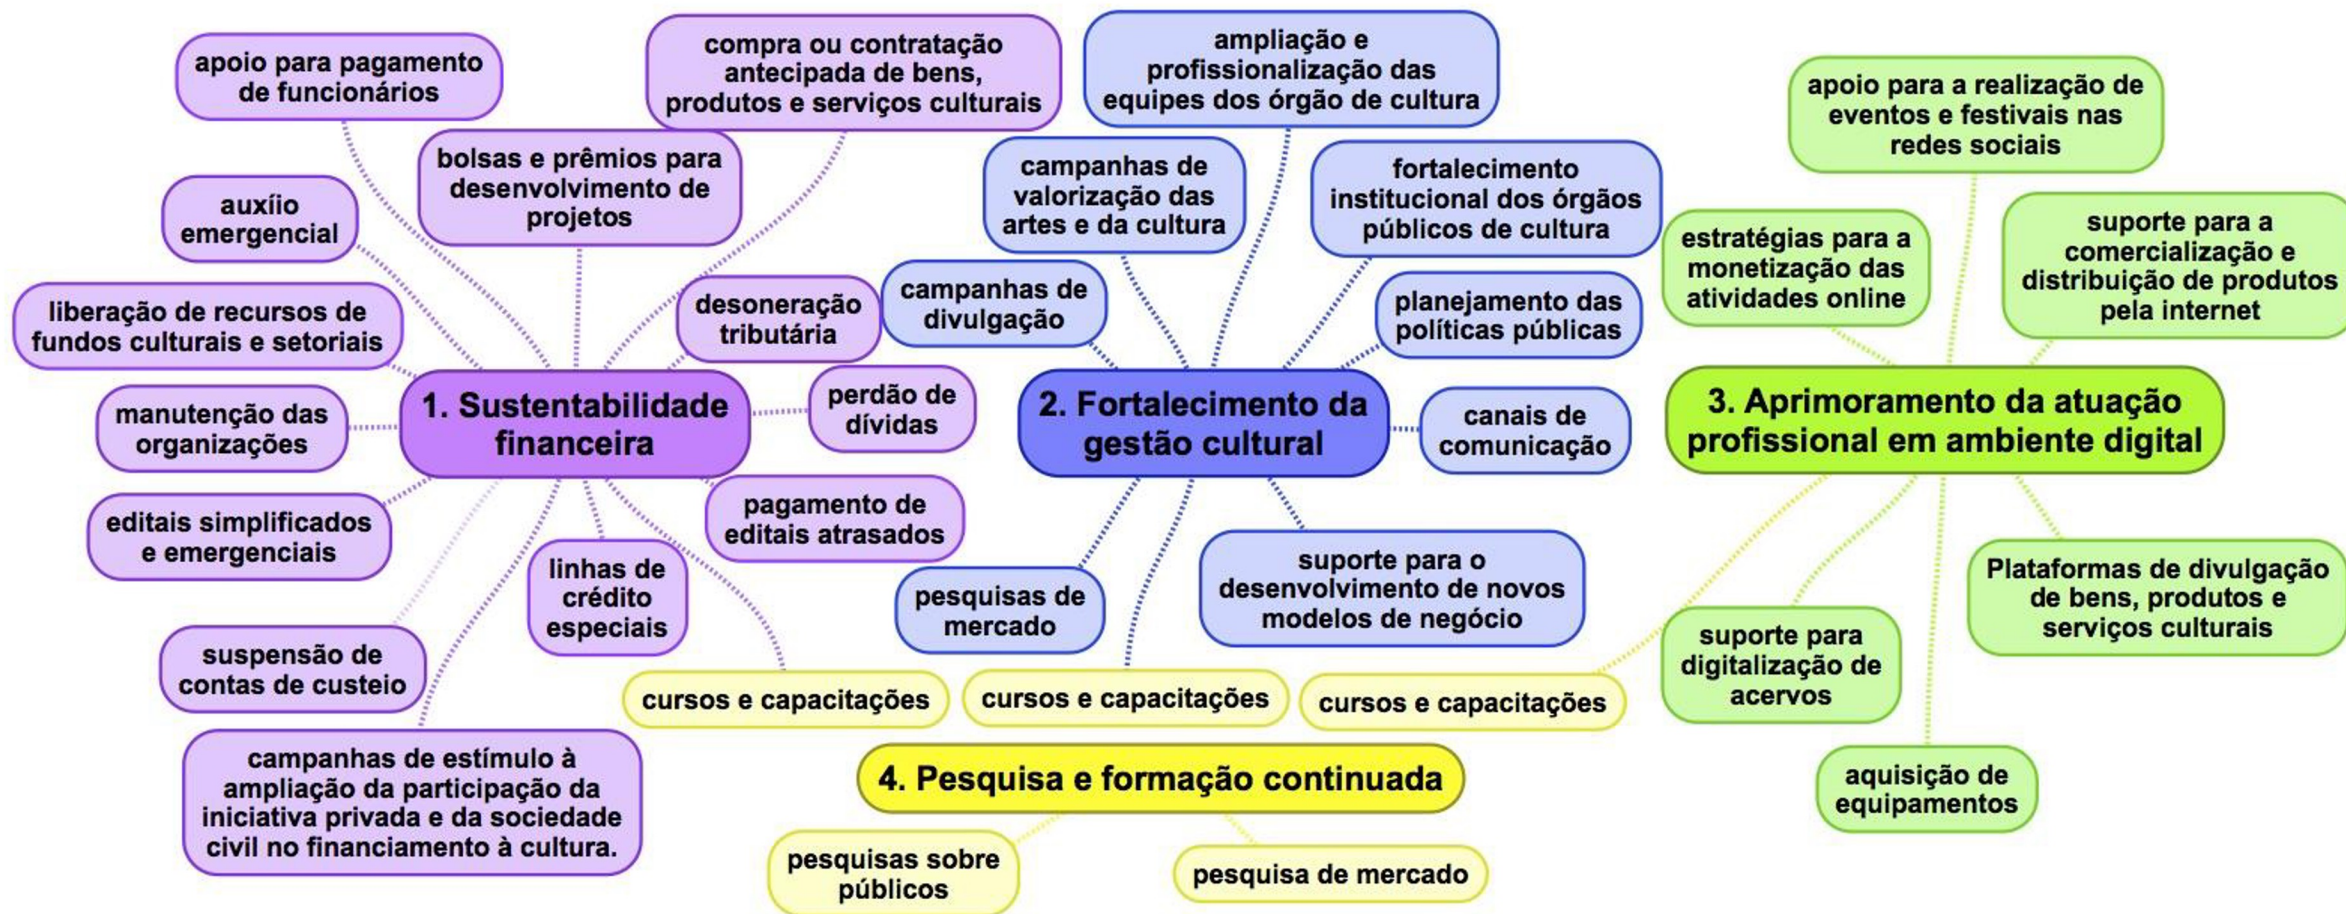 apoio para pagamento
de funcionários
compra ou contratação
antecipada de bens,
produtos e serviços culturais
bolsas e prêmios para
desenvolvimento de
projetos
auxíio
emergencial
liberação de recursos de
fundos culturais e setoriais
desoneração
tributária
1. Sustentabilidade
financeira
perdão de
dívidas
manutenção das
organizações
editais simplificados
e emergenciais
pagamento de
editais atrasados
linhas de
crédito
especiais
suspensão de
contas de custeio
campanhas de estímulo à
ampliação da participação da
iniciativa privada e da sociedade
civil no financiamento à cultura.
cursos e capacitações
ampliação e
profissionalização das
equipes dos órgão de cultura
campanhas de
valorização das
artes e da cultura
fortalecimento
institucional dos órgãos
públicos de cultura
campanhas de
divulgação
planejamento das
políticas públicas
2. Fortalecimento da
gestão cultural
canais de
comunicação
pesquisas de
mercado
suporte para o
desenvolvimento de novos
modelos de negócio
cursos e capacitações
apoio para a realização de
eventos e festivais nas
redes sociais
estratégias para a
monetização das
atividades online
suporte para a
comercialização e
distribuição de produtos
pela internet
3. Aprimoramento da atuação
profissional em ambiente digital
Plataformas de divulgação
de bens, produtos e
serviços culturais
suporte para
digitalização de
acervos
cursos e capacitações
aquisição de
equipamentos
4. Pesquisa e formação continuada
pesquisas sobre
públicos
pesquisa de mercado